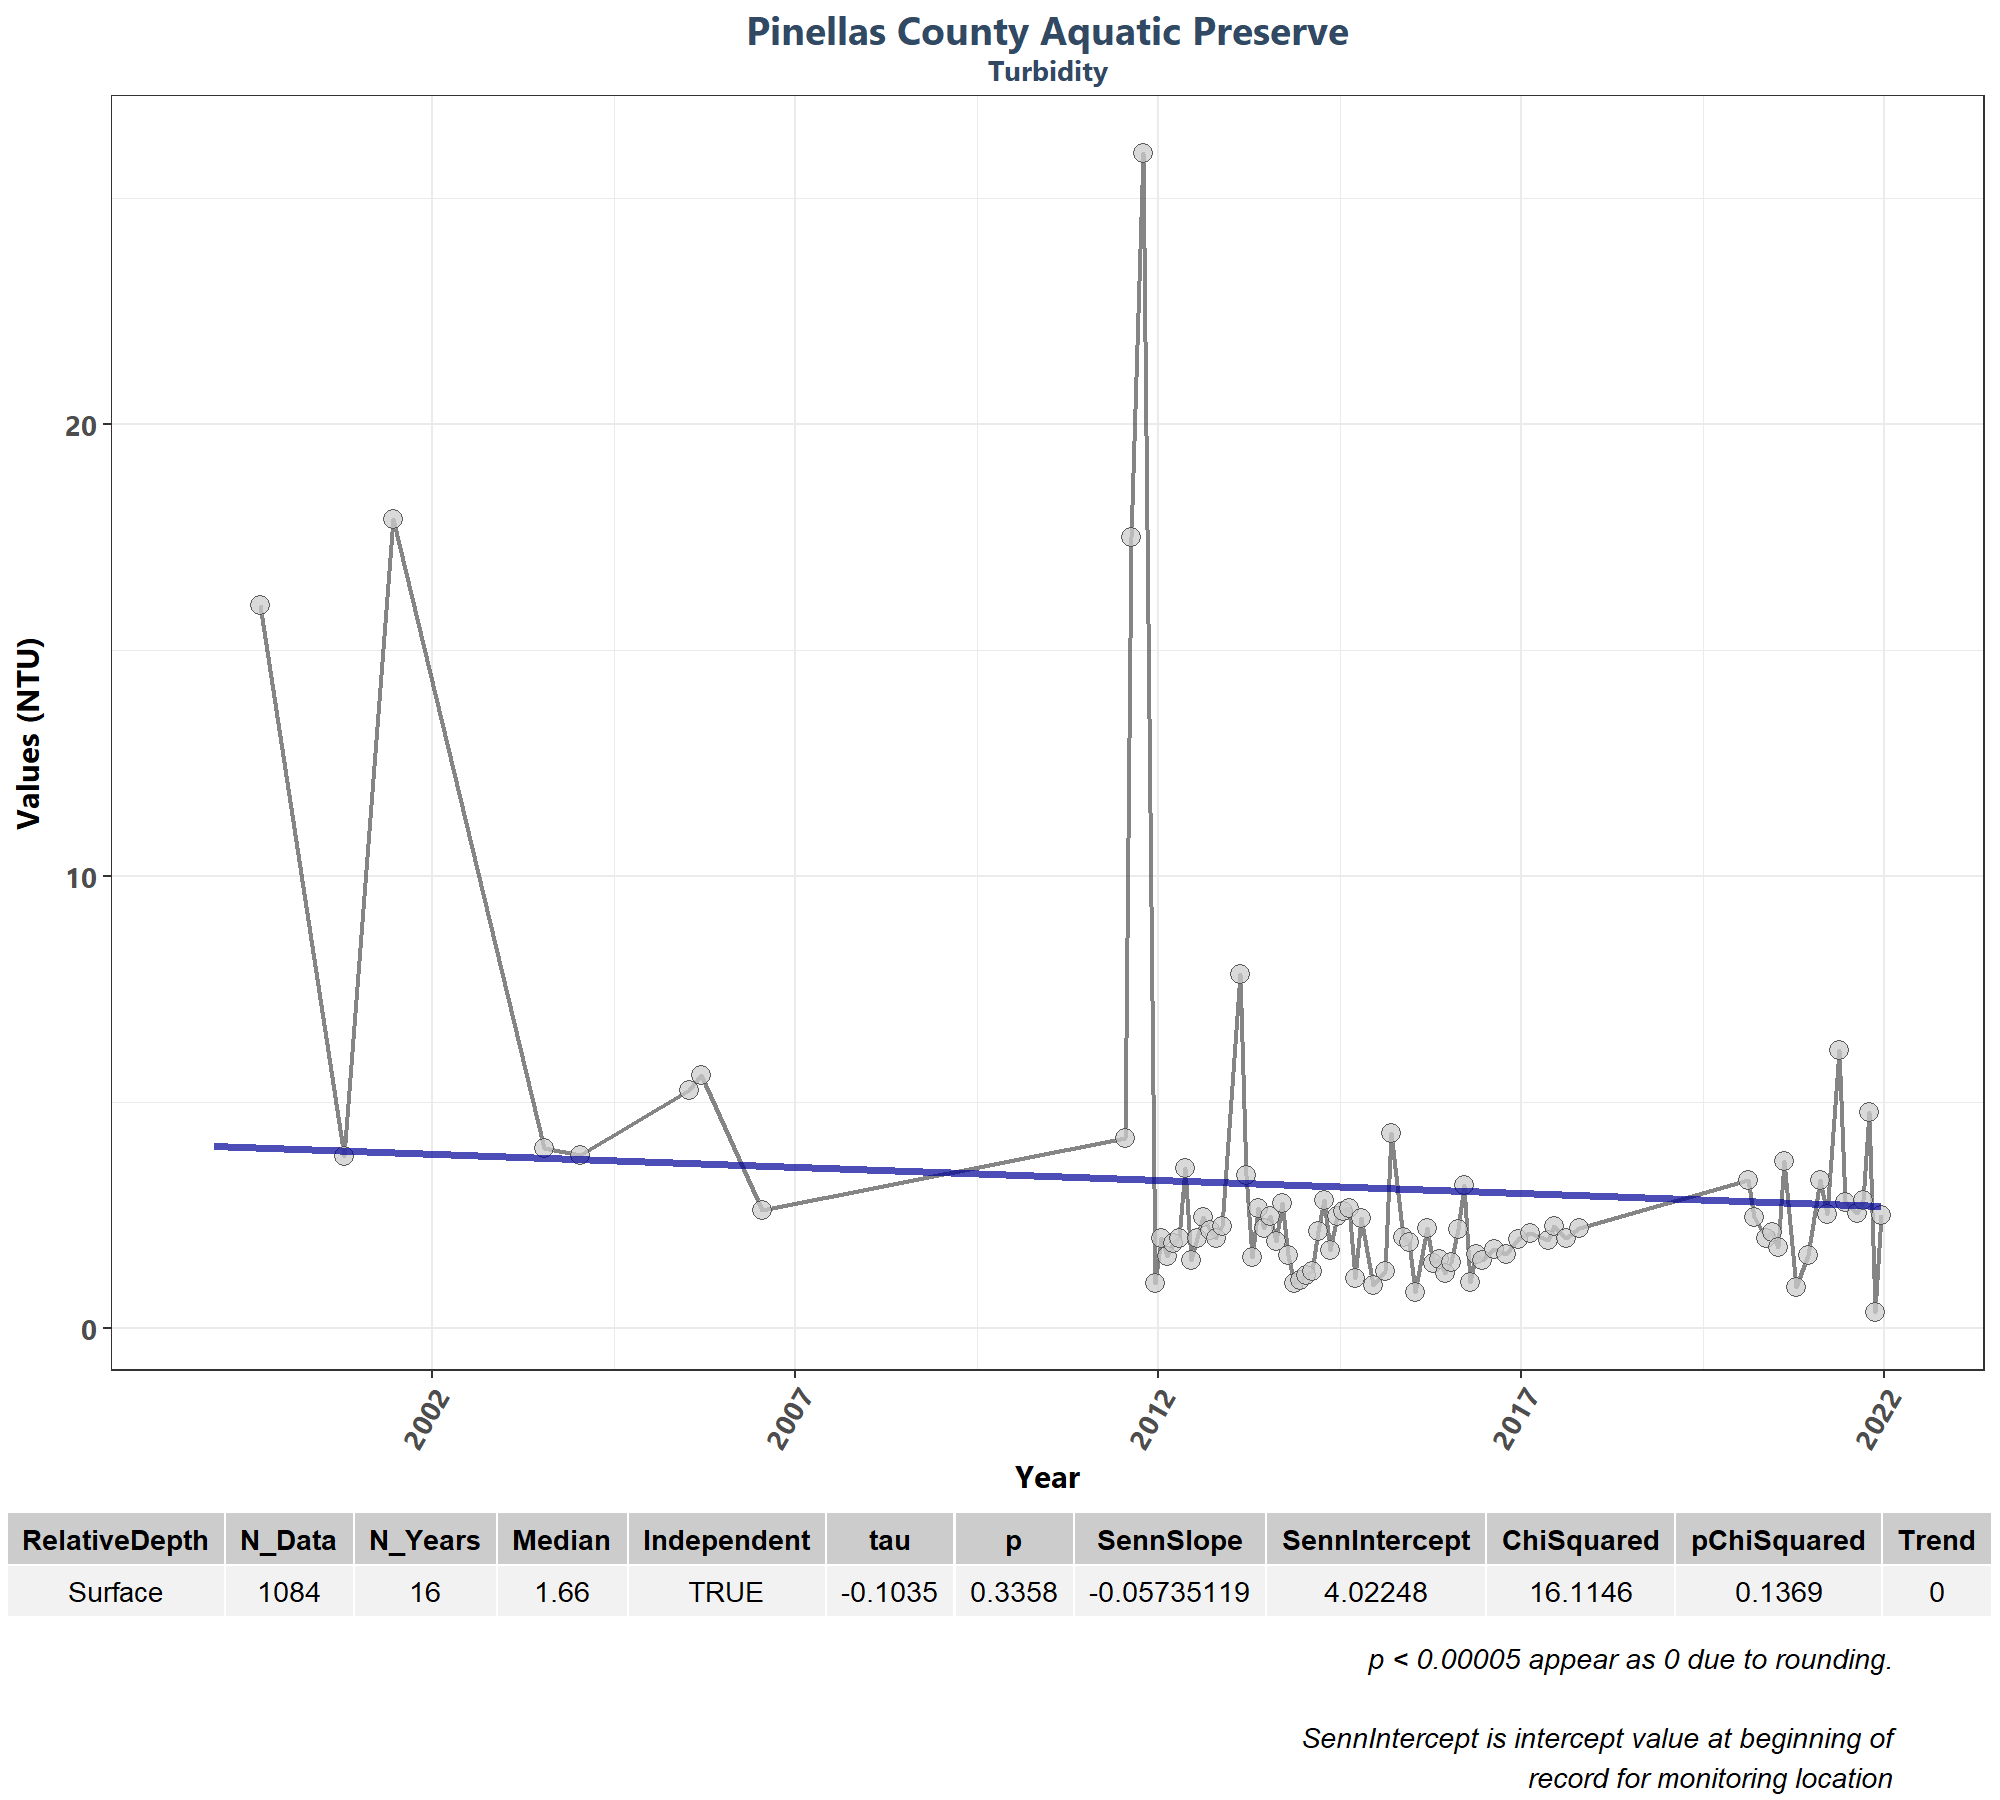 Pinellas County Aquatic Preserve
Turbidity
Values (NTU)
20
10
0
2002 2007 2012 2017 2022
Year
RelativeDepth N_Data N_Years Median Independent tau p SennSlope SennIntercept ChiSquared pChiSquared Trend
Surface 1084 16 1.66 TRUE -0.1035 0.3358 -0.05735119 4.02248 16.1146 0.1369 0
p < 0.00005 appear as 0 due to rounding.
SennIntercept is intercept value at beginning of
record for monitoring location